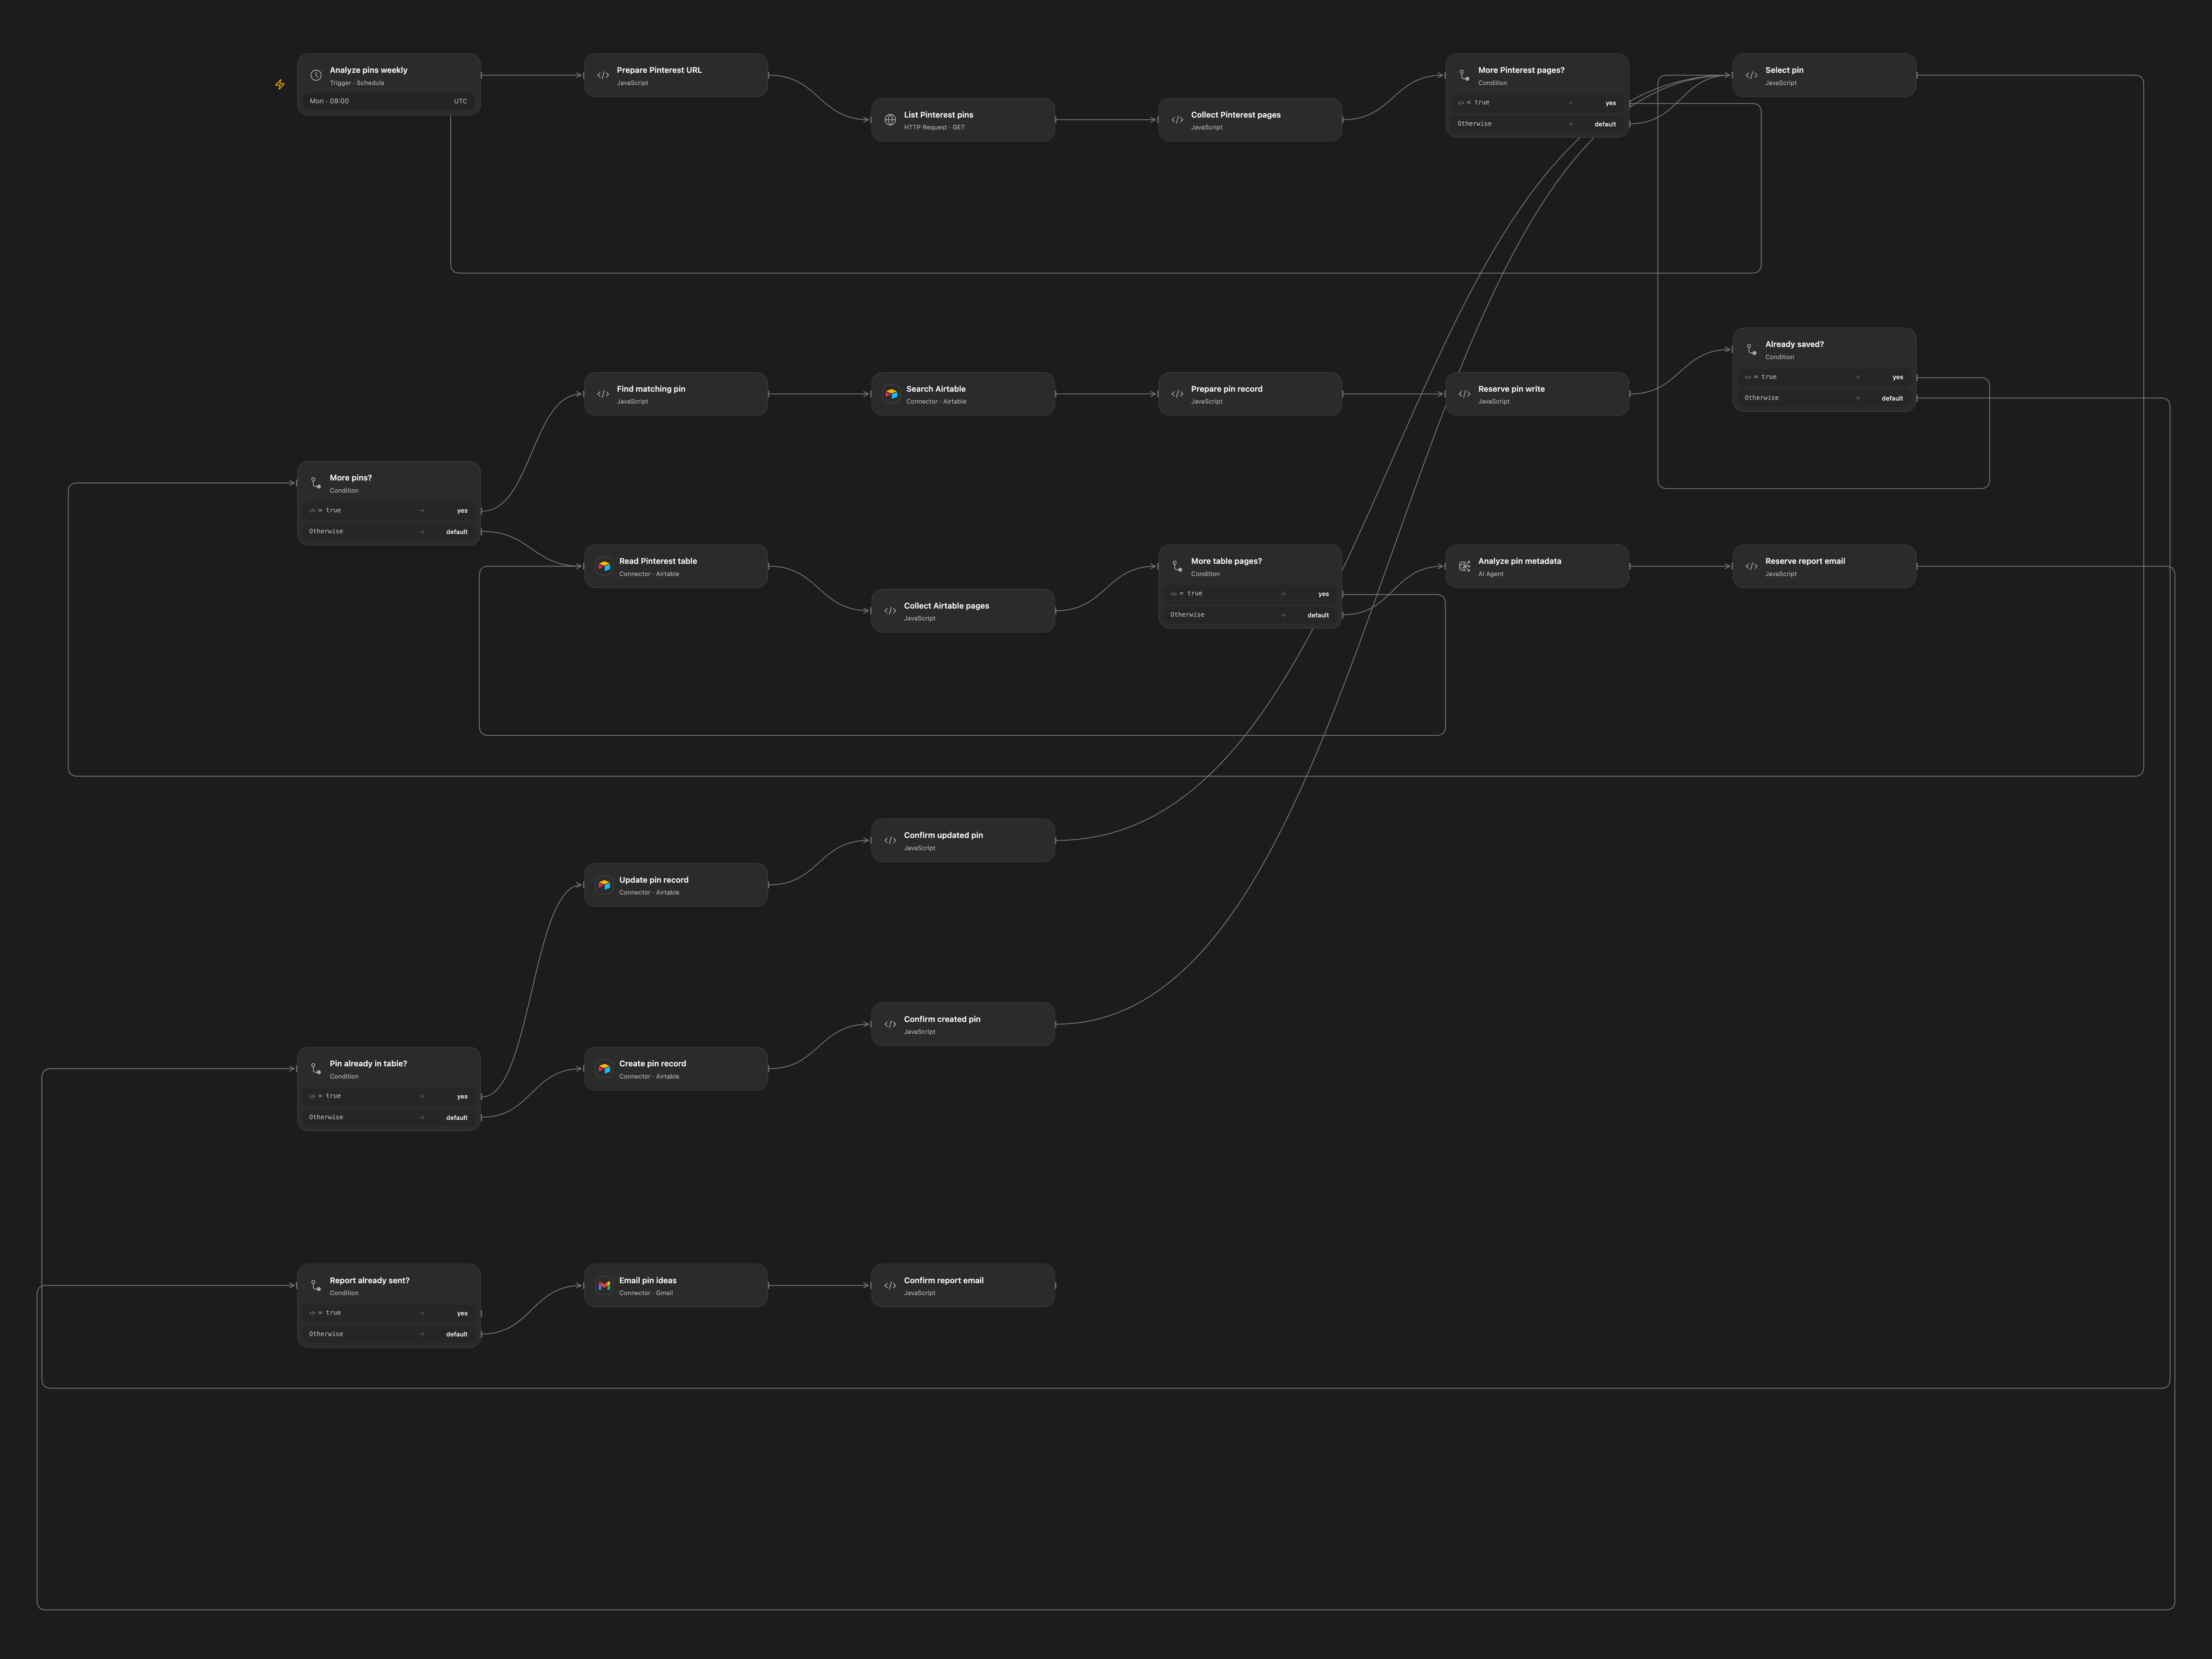 Analyze pins weekly
Trigger · Schedule
Mon · 08:00 UTC
Prepare Pinterest URL
JavaScript
List Pinterest pins
HTTP Request · GET
Collect Pinterest pages
JavaScript
More Pinterest pages?
Condition
= true → yes
Otherwise → default
Select pin
JavaScript
More pins?
Condition
= true → yes
Otherwise → default
Find matching pin
JavaScript
Search Airtable
Connector · Airtable
Prepare pin record
JavaScript
Reserve pin write
JavaScript
Already saved?
Condition
= true → yes
Otherwise → default
Read Pinterest table
Connector · Airtable
Collect Airtable pages
JavaScript
More table pages?
Condition
= true → yes
Otherwise → default
Analyze pin metadata
AI Agent
Reserve report email
JavaScript
Pin already in table?
Condition
= true → yes
Otherwise → default
Update pin record
Connector · Airtable
Confirm updated pin
JavaScript
Create pin record
Connector · Airtable
Confirm created pin
JavaScript
Report already sent?
Condition
= true → yes
Otherwise → default
Email pin ideas
Connector · Gmail
Confirm report email
JavaScript